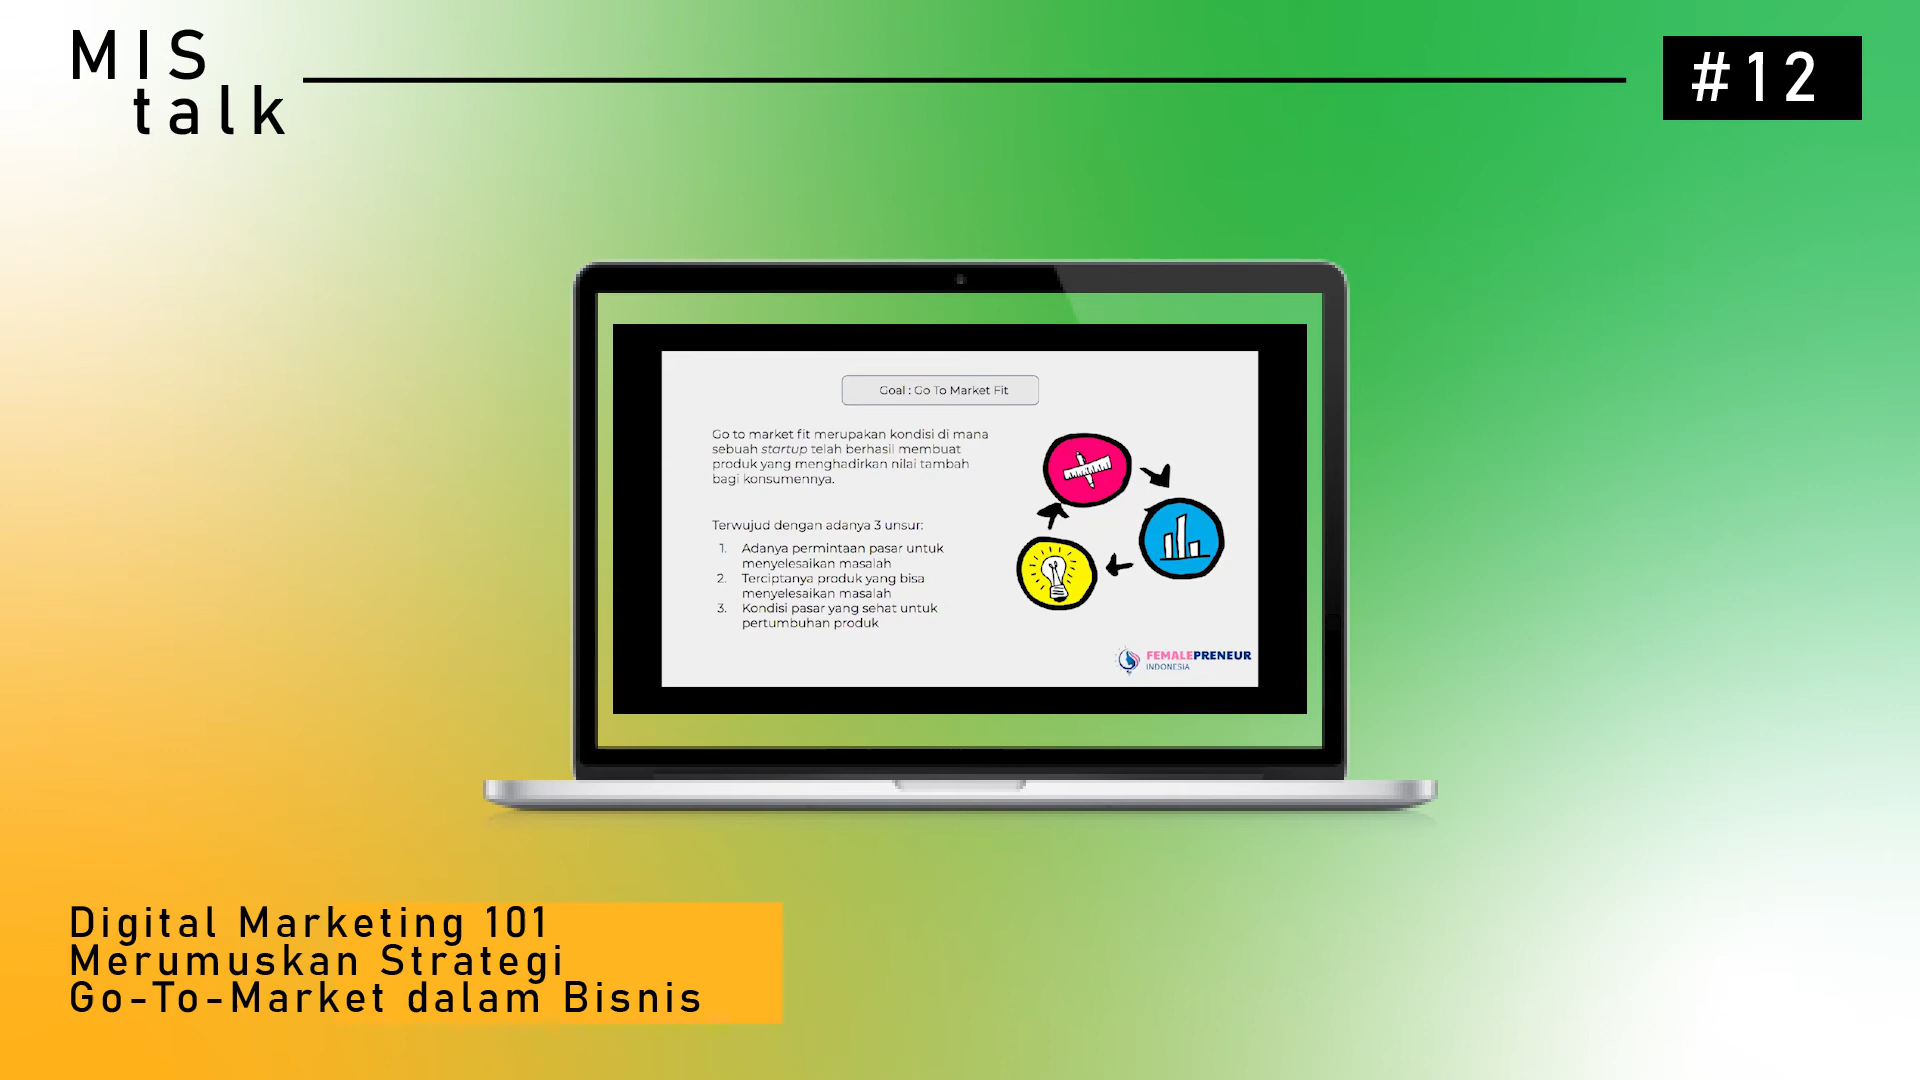 MIS
talk
#12
Goal : Go To Market Fit
Go to market fit merupakan kondisi di mana
sebuah startup telah berhasil membuat
produk yang menghadirkan nilai tambah
bagi konsumennya.
Terwujud dengan adanya 3 unsur:
1. Adanya permintaan pasar untuk
menyelesaikan masalah
2. Terciptanya produk yang bisa
menyelesaikan masalah
3. Kondisi pasar yang sehat untuk
pertumbuhan produk
FEMALEPRENEUR
INDONESIA
Digital Marketing 101
Merumuskan Strategi
Go-To-Market dalam Bisnis